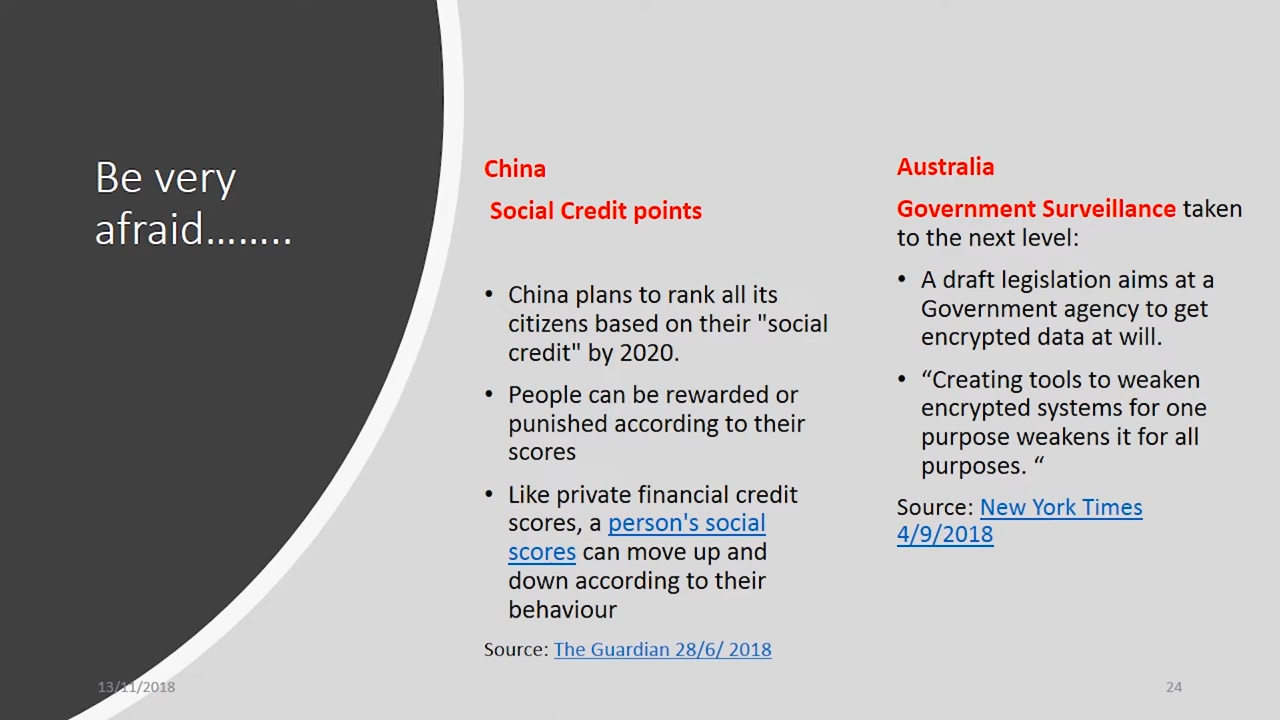 Be very
afraid........
China
Social Credit points
• China plans to rank all its
citizens based on their "social
credit" by 2020.
• People can be rewarded or
punished according to their
scores
• Like private financial credit
scores, a person's social
scores can move up and
down according to their
behaviour
Source: The Guardian 28/6/ 2018
Australia
Government Surveillance taken
to the next level:
• A draft legislation aims at a
Government agency to get
encrypted data at will.
• “Creating tools to weaken
encrypted systems for one
purpose weakens it for all
purposes. “
Source: New York Times
4/9/2018
13/11/2018
24